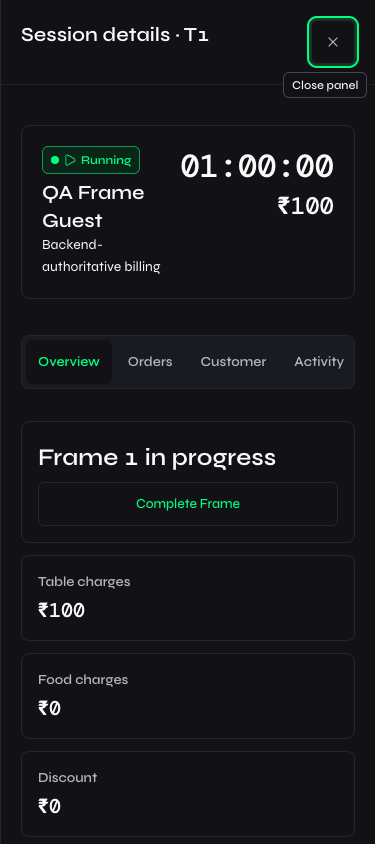 Session details · T1
Close panel
Running
01:00:00
QA Frame
Guest
₹100
Backend-
authoritative billing
Overview Orders Customer Activity
Frame 1 in progress
Complete Frame
Table charges
₹100
Food charges
₹0
Discount
₹0